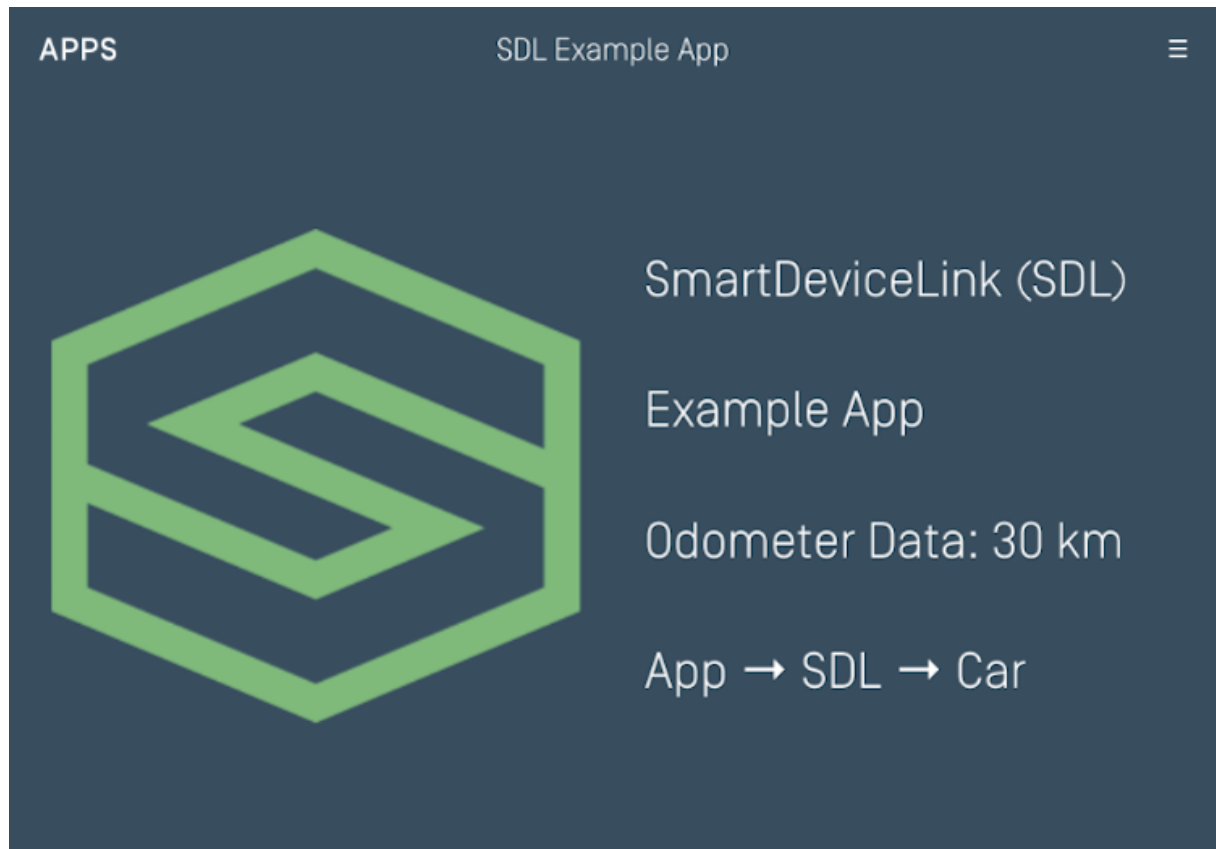 APPS
SDL Example App
SmartDeviceLink (SDL)
Example App
Odometer Data: 30 km
App → SDL → Car